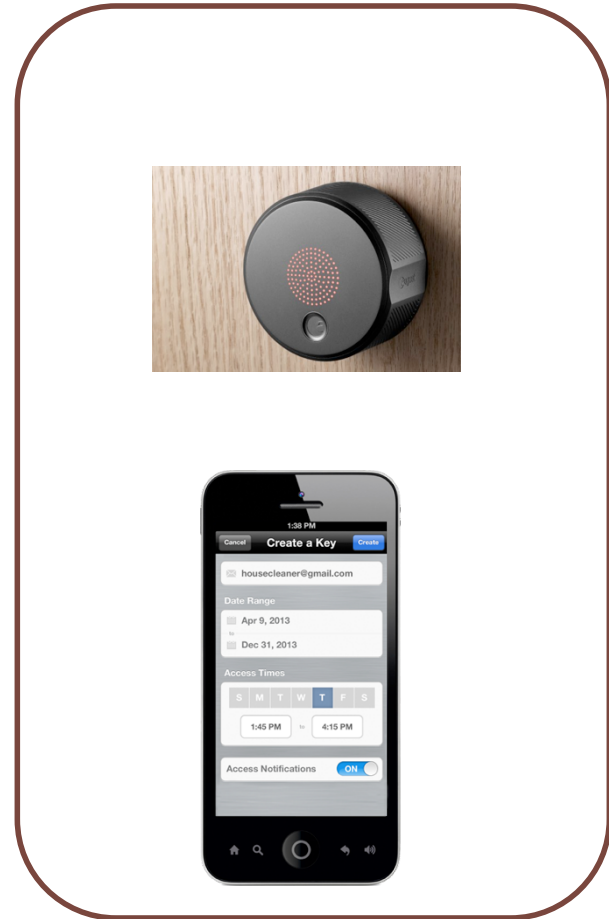 1:38 PM
Cancel Create a Key Create
housecleaner@gmail.com
Date Range
Apr 9, 2013
to
Dec 31, 2013
Access Times
S M T W T F S
1:45 PM to 4:15 PM
Access Notifications ON